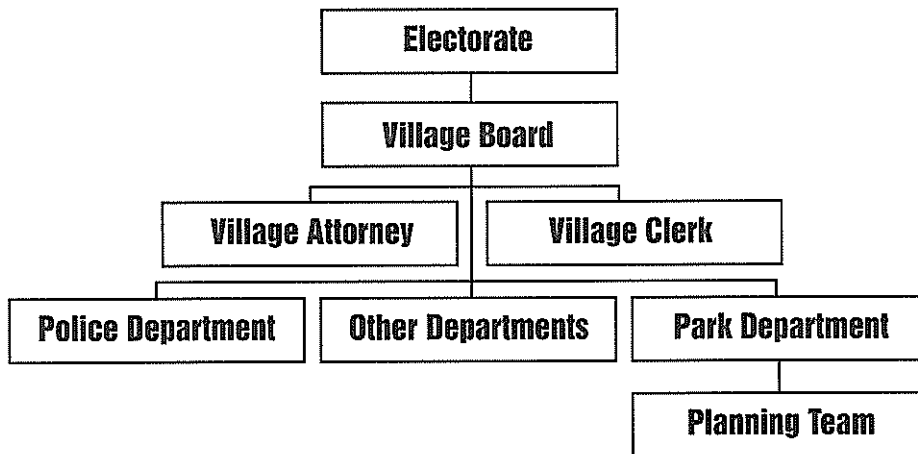 Electorate
Village Board
Village Attorney
Village Clerk
Police Department
Other Departments
Park Department
Planning Team